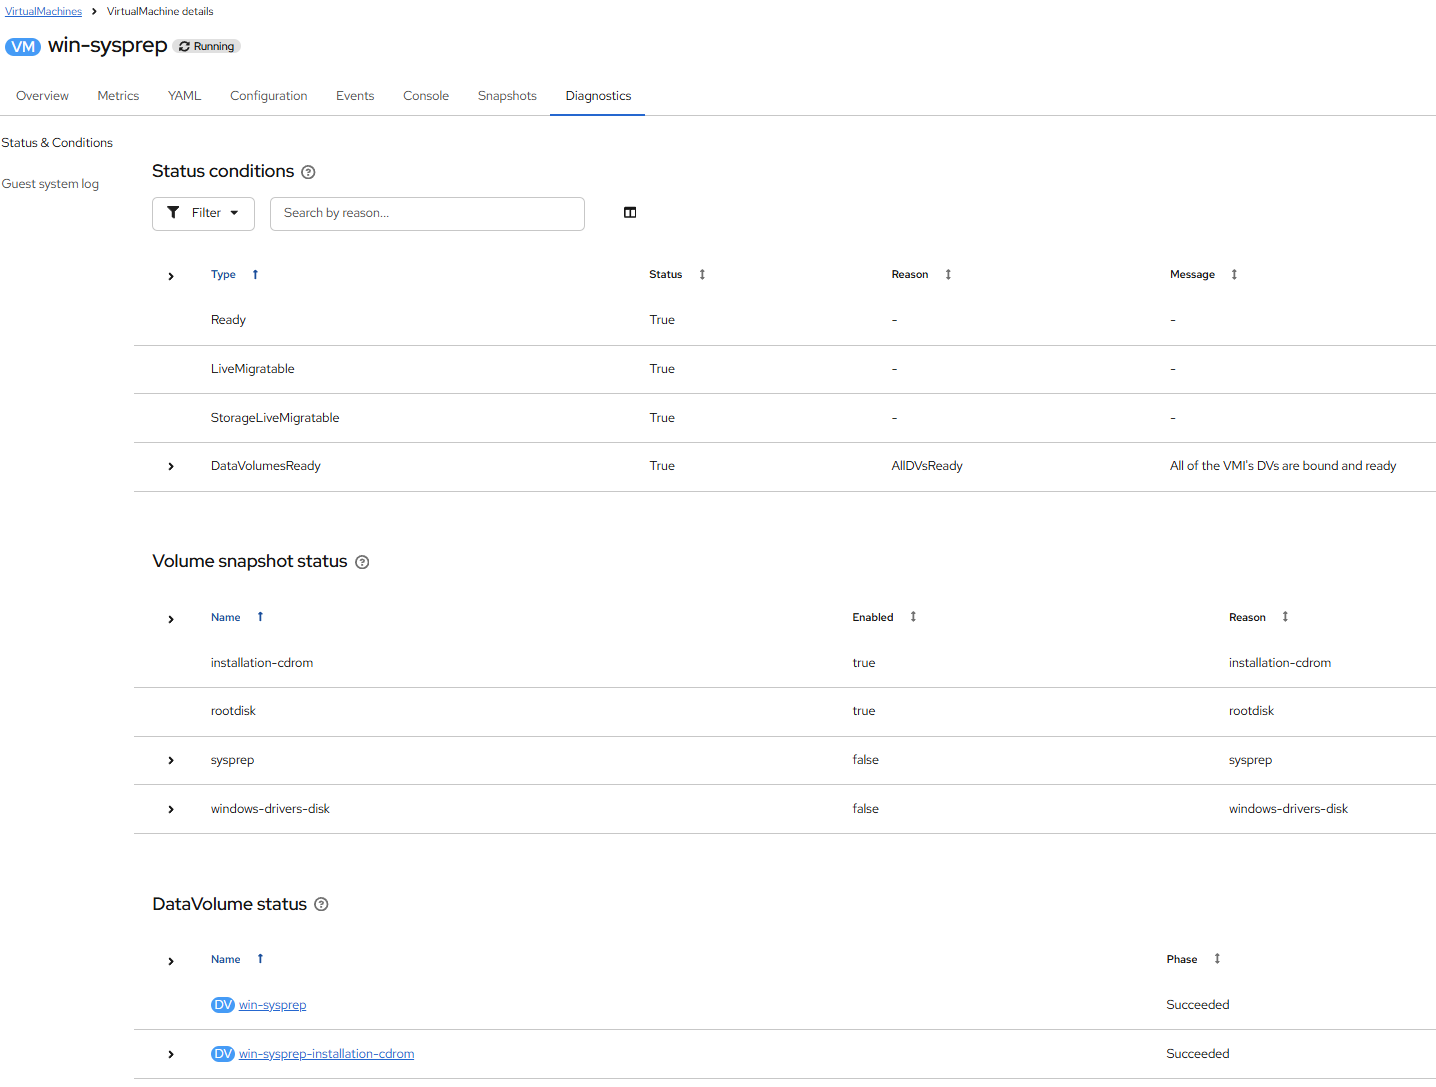 VirtualMachines > VirtualMachine details
VM win-sysprep Running
Overview Metrics YAML Configuration Events Console Snapshots Diagnostics
Status & Conditions
Guest system log
Status conditions
Filter Search by reason...
Type Status Reason Message
Ready True - -
LiveMigratable True - -
StorageLiveMigratable True - -
DataVolumesReady True AllDVsReady All of the VMI's DVs are bound and ready
Volume snapshot status
Name Enabled Reason
installation-cdrom true installation-cdrom
rootdisk true rootdisk
sysprep false sysprep
windows-drivers-disk false windows-drivers-disk
DataVolume status
Name Phase
DV win-sysprep Succeeded
DV win-sysprep-installation-cdrom Succeeded